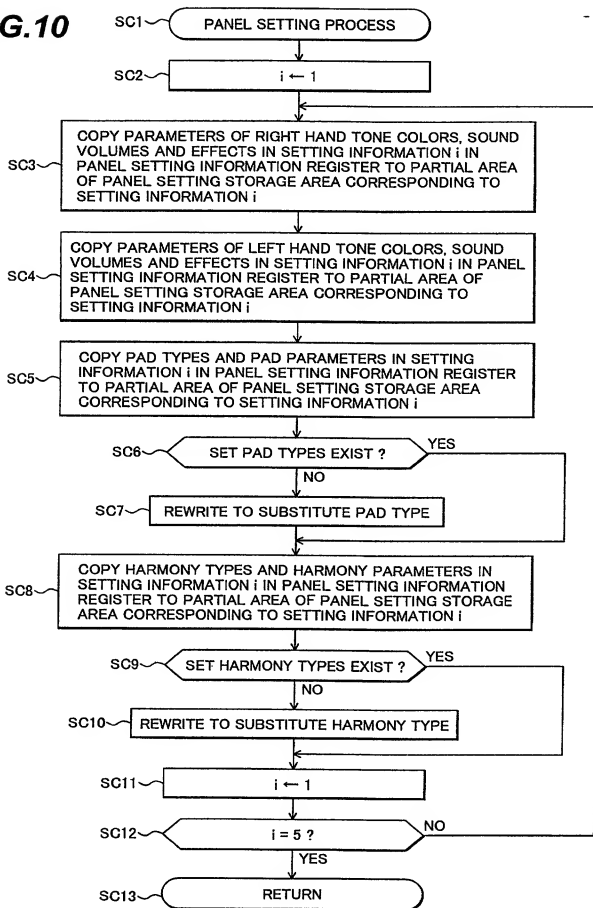 G.10
SC1
PANEL SETTING PROCESS
SC2
i ← 1
SC3
COPY PARAMETERS OF RIGHT HAND TONE COLORS, SOUND
VOLUMES AND EFFECTS IN SETTING INFORMATION i IN
PANEL SETTING INFORMATION REGISTER TO PARTIAL AREA
OF PANEL SETTING STORAGE AREA CORRESPONDING TO
SETTING INFORMATION i
SC4
COPY PARAMETERS OF LEFT HAND TONE COLORS, SOUND
VOLUMES AND EFFECTS IN SETTING INFORMATION i IN PANEL
SETTING INFORMATION REGISTER TO PARTIAL AREA OF
PANEL SETTING STORAGE AREA CORRESPONDING TO
SETTING INFORMATION i
SC5
COPY PAD TYPES AND PAD PARAMETERS IN SETTING
INFORMATION i IN PANEL SETTING INFORMATION REGISTER
TO PARTIAL AREA OF PANEL SETTING STORAGE AREA
CORRESPONDING TO SETTING INFORMATION i
SC6
SET PAD TYPES EXIST ?
YES
NO
SC7
REWRITE TO SUBSTITUTE PAD TYPE
SC8
COPY HARMONY TYPES AND HARMONY PARAMETERS IN
SETTING INFORMATION i IN PANEL SETTING INFORMATION
REGISTER TO PARTIAL AREA OF PANEL SETTING STORAGE
AREA CORRESPONDING TO SETTING INFORMATION i
SC9
SET HARMONY TYPES EXIST ?
YES
NO
SC10
REWRITE TO SUBSTITUTE HARMONY TYPE
SC11
i ← 1
SC12
i = 5 ?
NO
YES
SC13
RETURN